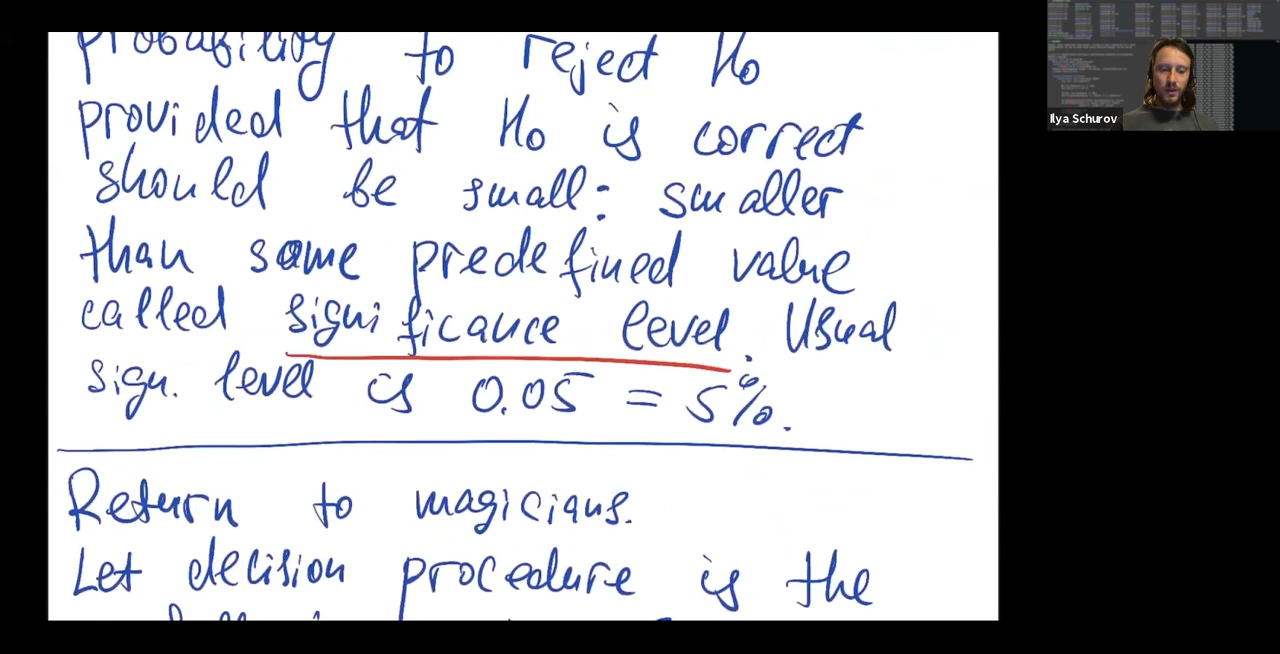 probability to reject H₀
provided that H₀ is correct
should be small: smaller
than some predefined value
called significance level. Usual
sign. level is 0.05 = 5%.
Return to magicians.
Let decision procedure is the
Ilya Schurov